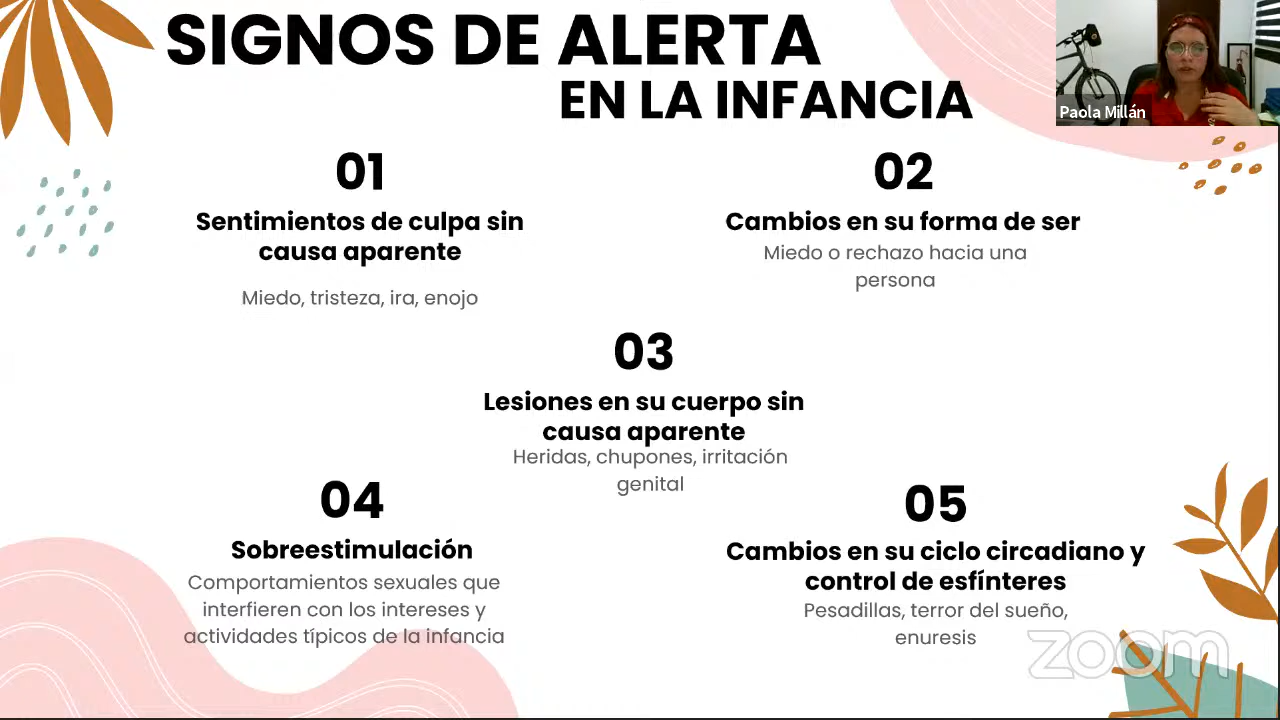 SIGNOS DE ALERTA
EN LA INFANCIA
Paola Millán
01
Sentimientos de culpa sin
causa aparente
Miedo, tristeza, ira, enojo
02
Cambios en su forma de ser
Miedo o rechazo hacia una
persona
03
Lesiones en su cuerpo sin
causa aparente
Heridas, chupones, irritación
genital
04
Sobreestimulación
Comportamientos sexuales que
interfieren con los intereses y
actividades típicos de la infancia
05
Cambios en su ciclo circadiano y
control de esfínteres
Pesadillas, terror del sueño,
enuresis
zoom